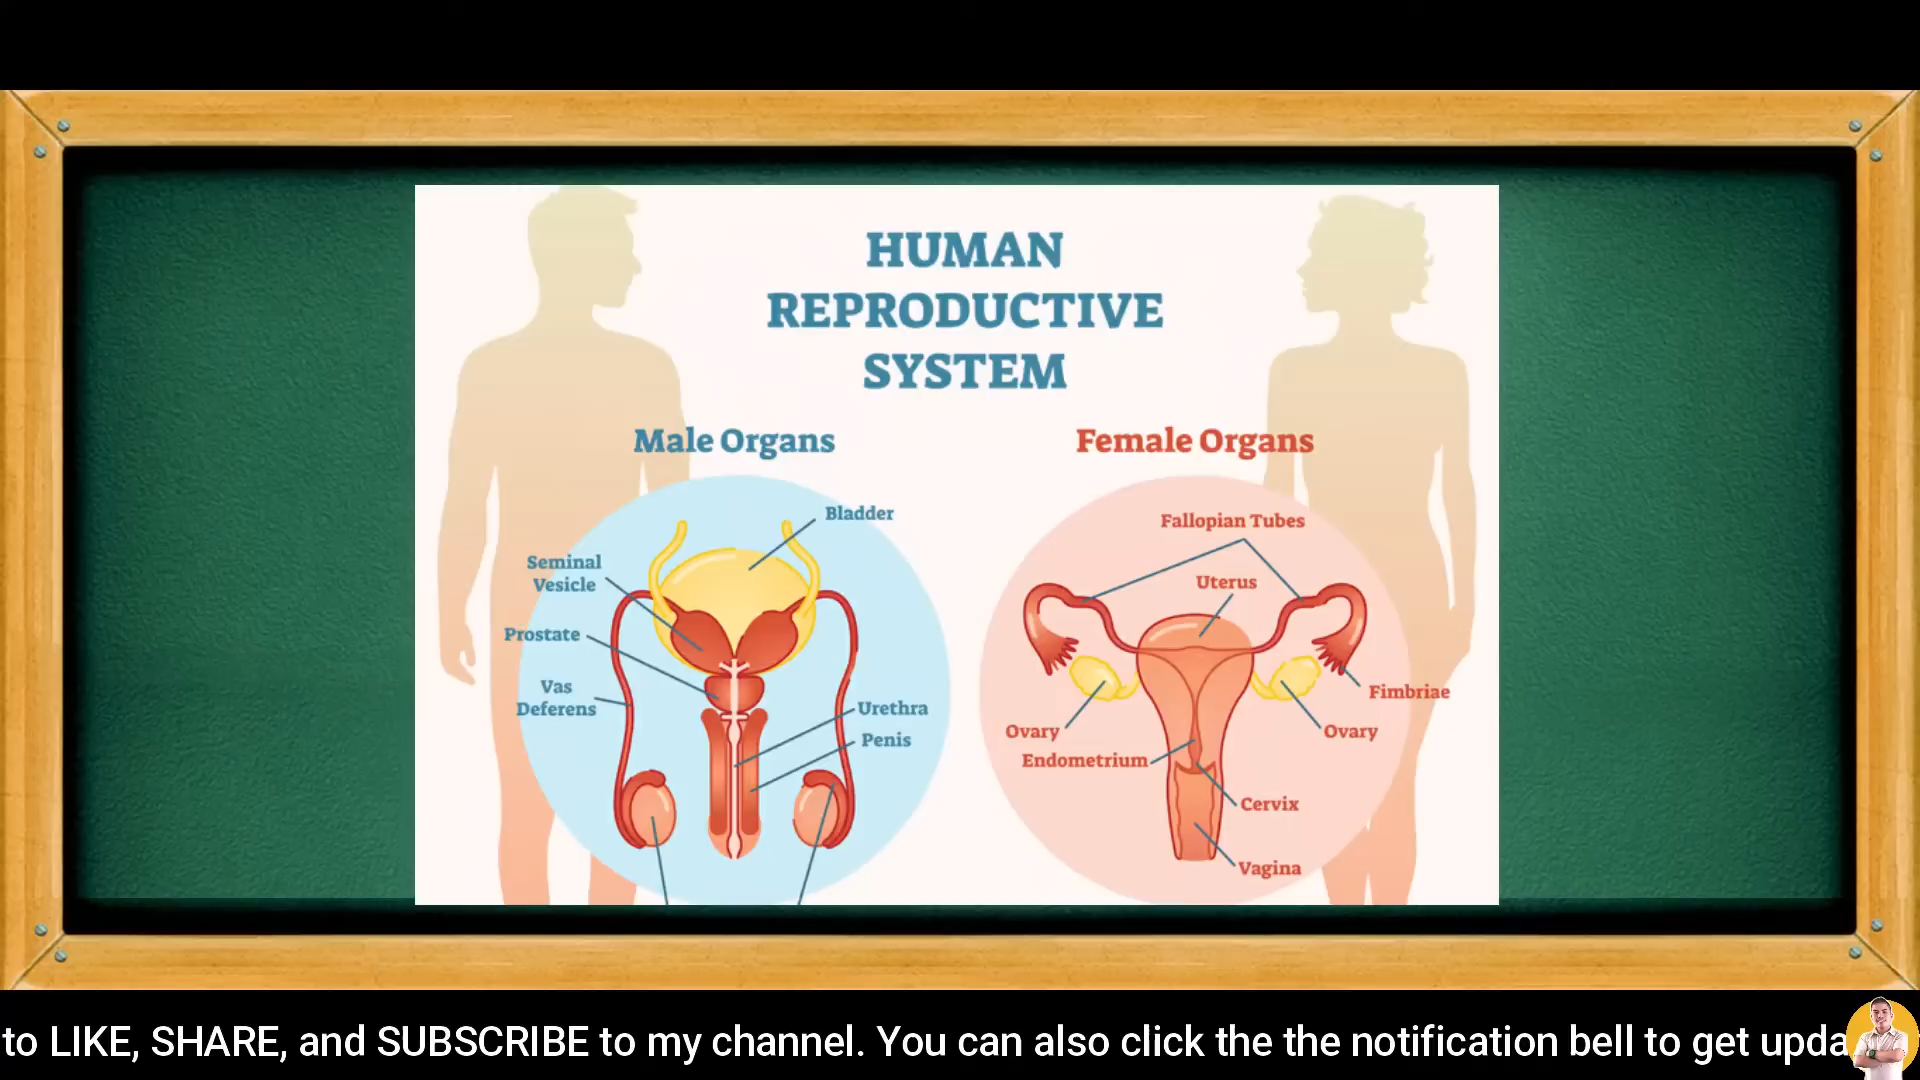 HUMAN
REPRODUCTIVE
SYSTEM
Male Organs
Bladder
Seminal
Vesicle
Prostate
Vas
Deferens
Urethra
Penis
Female Organs
Fallopian Tubes
Uterus
Fimbriae
Ovary
Ovary
Endometrium
Cervix
Vagina
to LIKE, SHARE, and SUBSCRIBE to my channel. You can also click the the notification bell to get upda